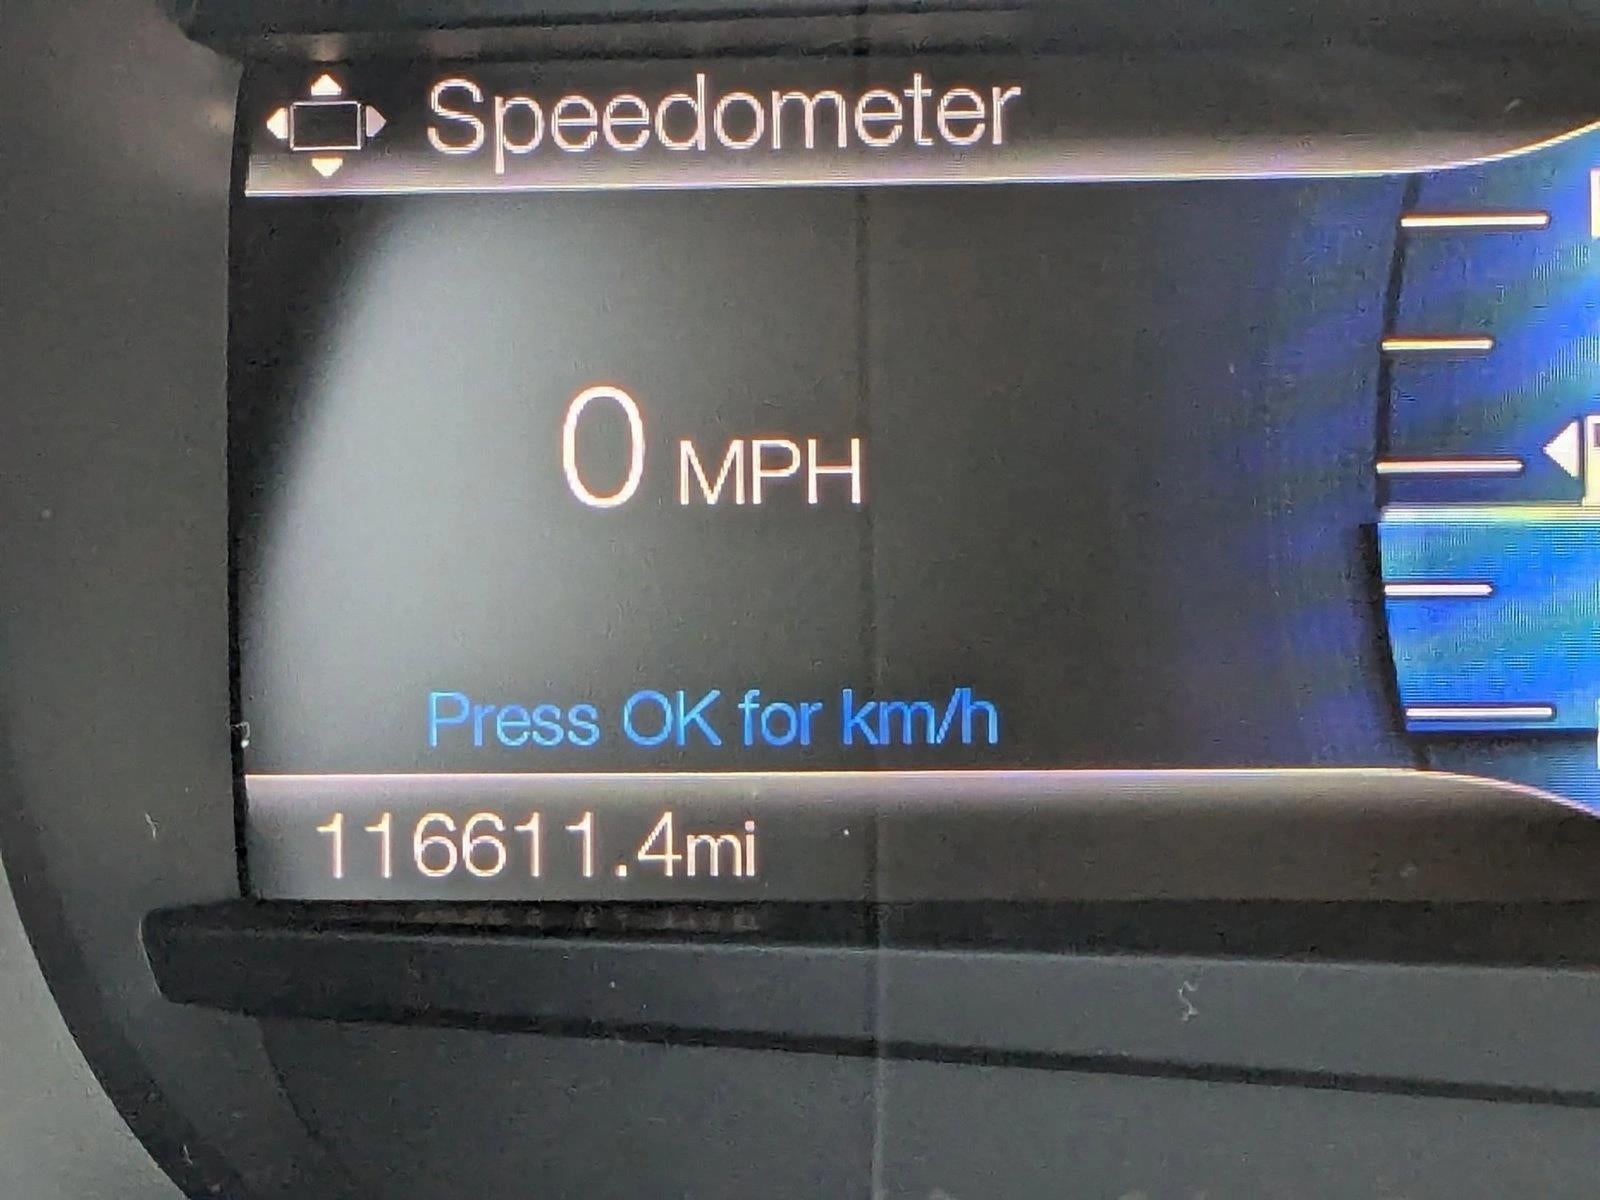 Speedometer
0 MPH
Press OK for km/h
116611.4mi